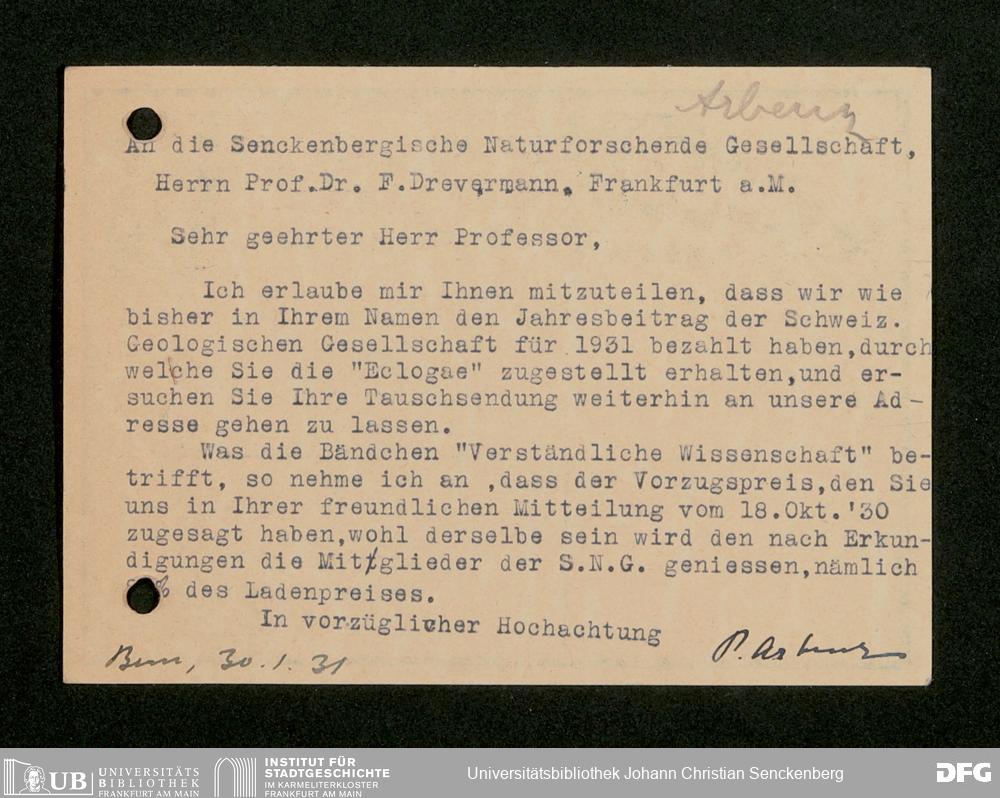 Arbenz
An die Senckenbergische Naturforschende Gesellschaft,
Herrn Prof.Dr. F.Drevermann, Frankfurt a.M.
Sehr geehrter Herr Professor,
Ich erlaube mir Ihnen mitzuteilen, dass wir wie
bisher in Ihrem Namen den Jahresbeitrag der Schweiz.
Geologischen Gesellschaft für 1931 bezahlt haben,durch
welche Sie die "Eclogae" zugestellt erhalten,und er-
suchen Sie Ihre Tauschsendung weiterhin an unsere Ad-
resse gehen zu lassen.
Was die Bändchen "Verständliche Wissenschaft" be-
trifft, so nehme ich an ,dass der Vorzugspreis,den Sie
uns in Ihrer freundlichen Mitteilung vom 18.Okt.'30
zugesagt haben,wohl derselbe sein wird den nach Erkun-
digungen die Mitglieder der S.N.G. geniessen,nämlich
% des Ladenpreises.
In vorzüglicher Hochachtung
Bern, 30.1.31
P. Arbenz
UB UNIVERSITÄTS
BIBLIOTHEK
FRANKFURT AM MAIN
INSTITUT FÜR
STADTGESCHICHTE
IM KARMELITERKLOSTER
FRANKFURT AM MAIN
Universitätsbibliothek Johann Christian Senckenberg
DFG